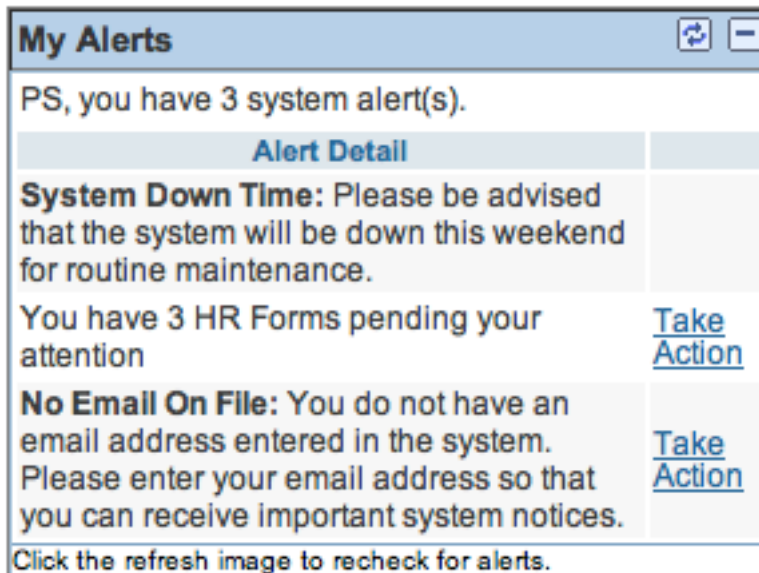 My Alerts
PS, you have 3 system alert(s).
Alert Detail
System Down Time: Please be advised
that the system will be down this weekend
for routine maintenance.
You have 3 HR Forms pending your
attention
Take
Action
No Email On File: You do not have an
email address entered in the system.
Please enter your email address so that
you can receive important system notices.
Take
Action
Click the refresh image to recheck for alerts.